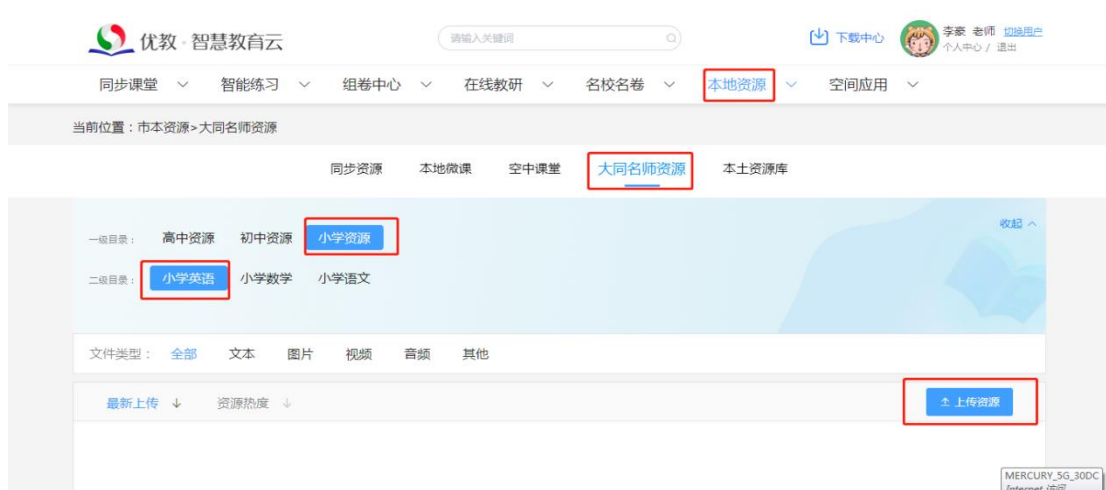 优教·智慧教育云
请输入关键词
下载中心
李豪 老师 切换用户
个人中心 / 退出
同步课堂 智能练习 组卷中心 在线教研 名校名卷 本地资源 空间应用
当前位置：市本资源>大同名师资源
同步资源 本地微课 空中课堂 大同名师资源 本土资源库
收起
一级目录： 高中资源 初中资源 小学资源
二级目录： 小学英语 小学数学 小学语文
文件类型： 全部 文本 图片 视频 音频 其他
最新上传 ↓ 资源热度 ↓ 上传资源
MERCURY_5G_30DC
Internet 访问